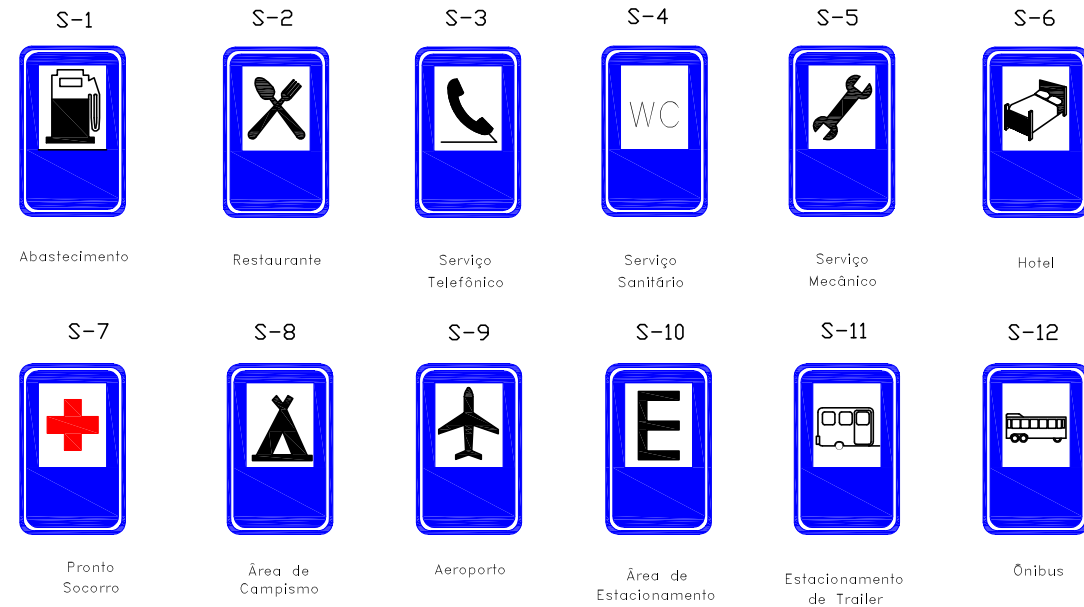 S-1 S-2 S-3 S-4 S-5 S-6
WC
Abastecimento Restaurante Serviço Serviço Serviço Hotel
Telefônico Sanitário Mecânico
S-7 S-8 S-9 S-10 S-11 S-12
E
Pronto Área de Aeroporto Área de Estacionamento Õnibus
Socorro Campismo Estacionamento de Trailer